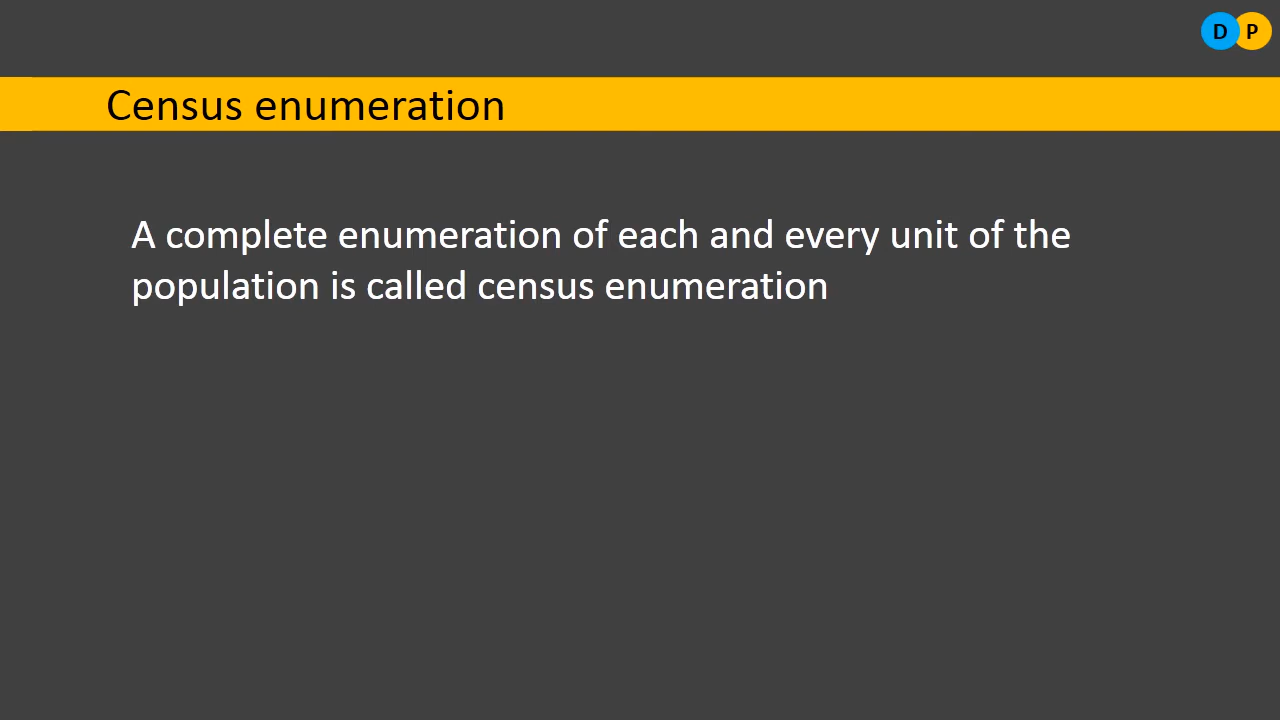 D P
Census enumeration
A complete enumeration of each and every unit of the
population is called census enumeration